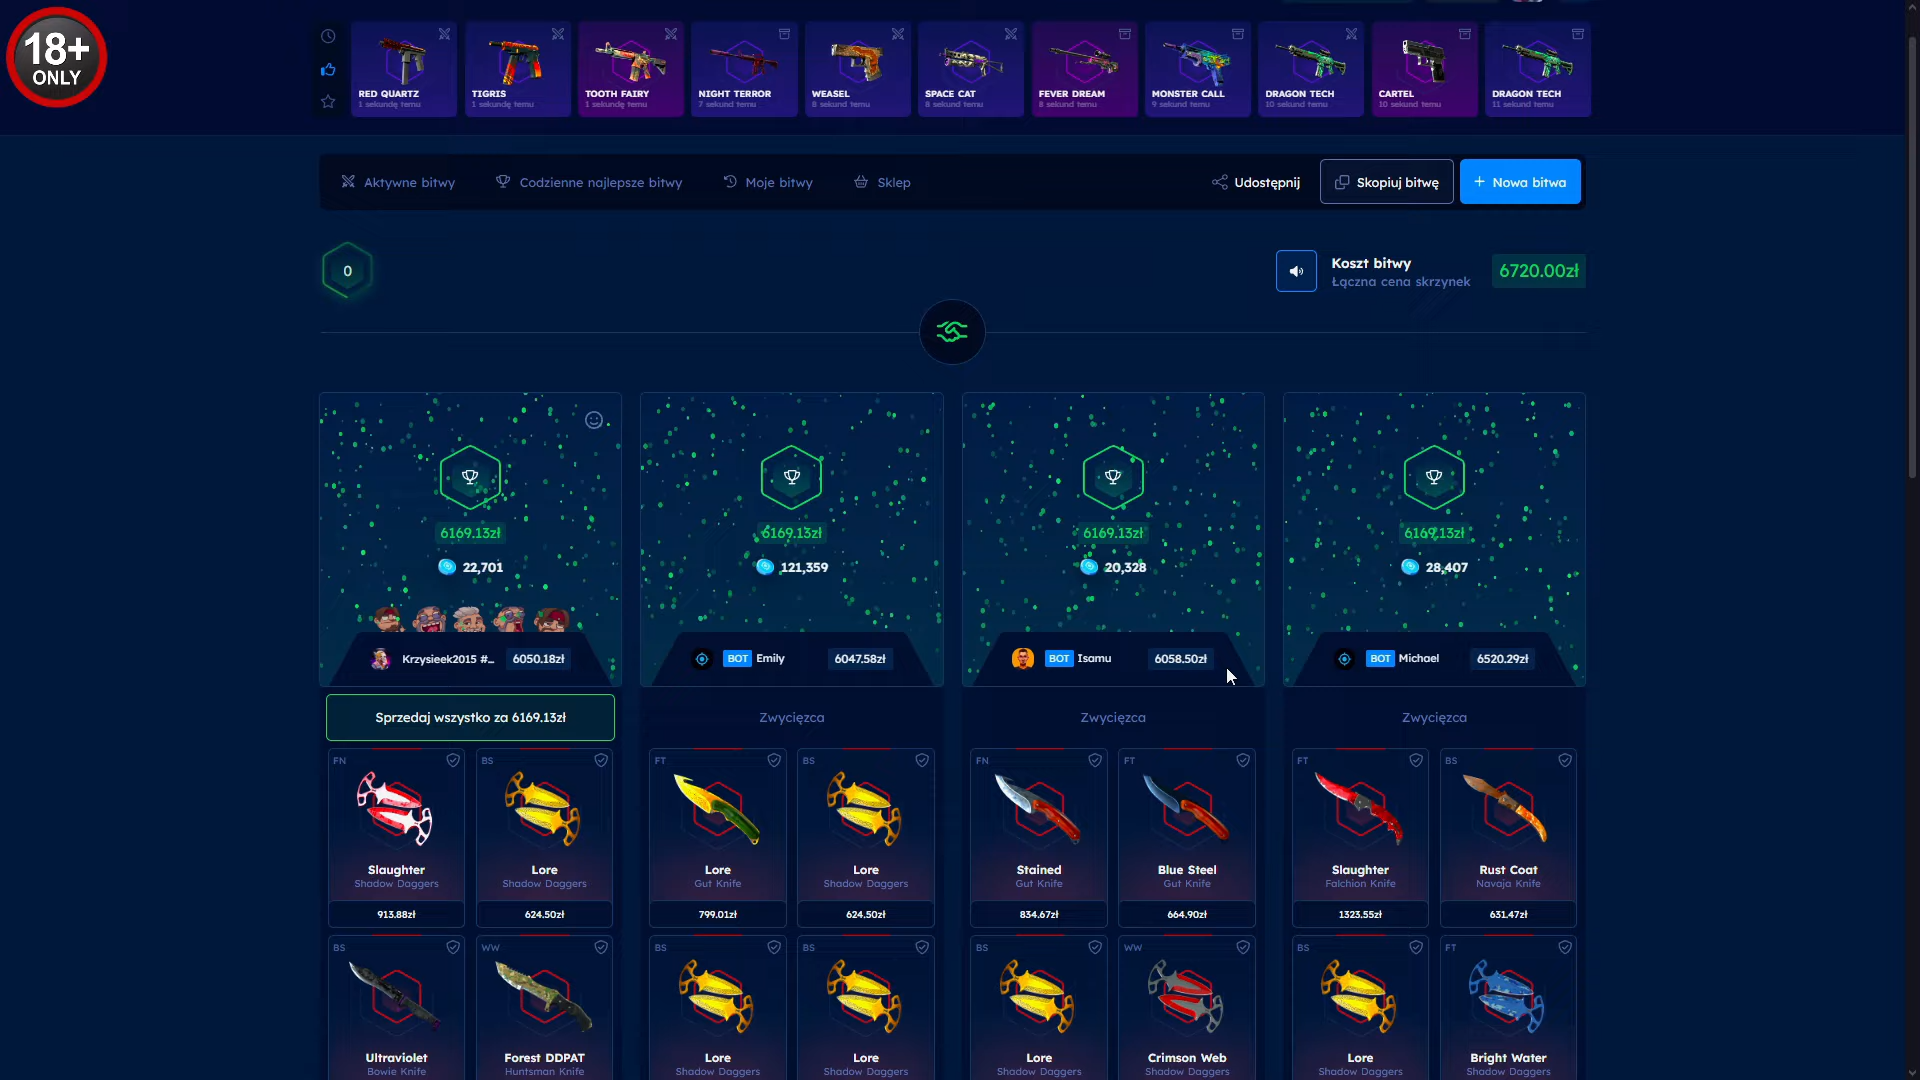 18+
ONLY
RED QUARTZ
1 sekundę temu
TIGRIS
1 sekundę temu
TOOTH FAIRY
1 sekundę temu
NIGHT TERROR
7 sekund temu
WEASEL
8 sekund temu
SPACE CAT
8 sekund temu
FEVER DREAM
8 sekund temu
MONSTER CALL
9 sekund temu
DRAGON TECH
10 sekund temu
CARTEL
10 sekund temu
DRAGON TECH
11 sekund temu
Aktywne bitwy
Codzienne najlepsze bitwy
Moje bitwy
Sklep
Udostępnij
Skopiuj bitwę
+ Nowa bitwa
0
Koszt bitwy
Łączna cena skrzynek
6720.00zł
6169.13zł
22,701
Krzysieek2015 #...
6050.18zł
6169.13zł
121,359
BOT Emily
6047.58zł
6169.13zł
20,328
BOT Isamu
6058.50zł
6169.13zł
28,407
BOT Michael
6520.29zł
Sprzedaj wszystko za 6169.13zł
Zwycięzca
Zwycięzca
Zwycięzca
FN
Slaughter
Shadow Daggers
913.88zł
BS
Lore
Shadow Daggers
624.50zł
FT
Lore
Gut Knife
799.01zł
BS
Lore
Shadow Daggers
624.50zł
FN
Stained
Gut Knife
834.67zł
FT
Blue Steel
Gut Knife
664.90zł
FT
Slaughter
Falchion Knife
1323.55zł
BS
Rust Coat
Navaja Knife
631.47zł
BS
Ultraviolet
Bowie Knife
WW
Forest DDPAT
Huntsman Knife
BS
Lore
Shadow Daggers
BS
Lore
Shadow Daggers
BS
Lore
Shadow Daggers
WW
Crimson Web
Shadow Daggers
BS
Lore
Shadow Daggers
FT
Bright Water
Shadow Daggers